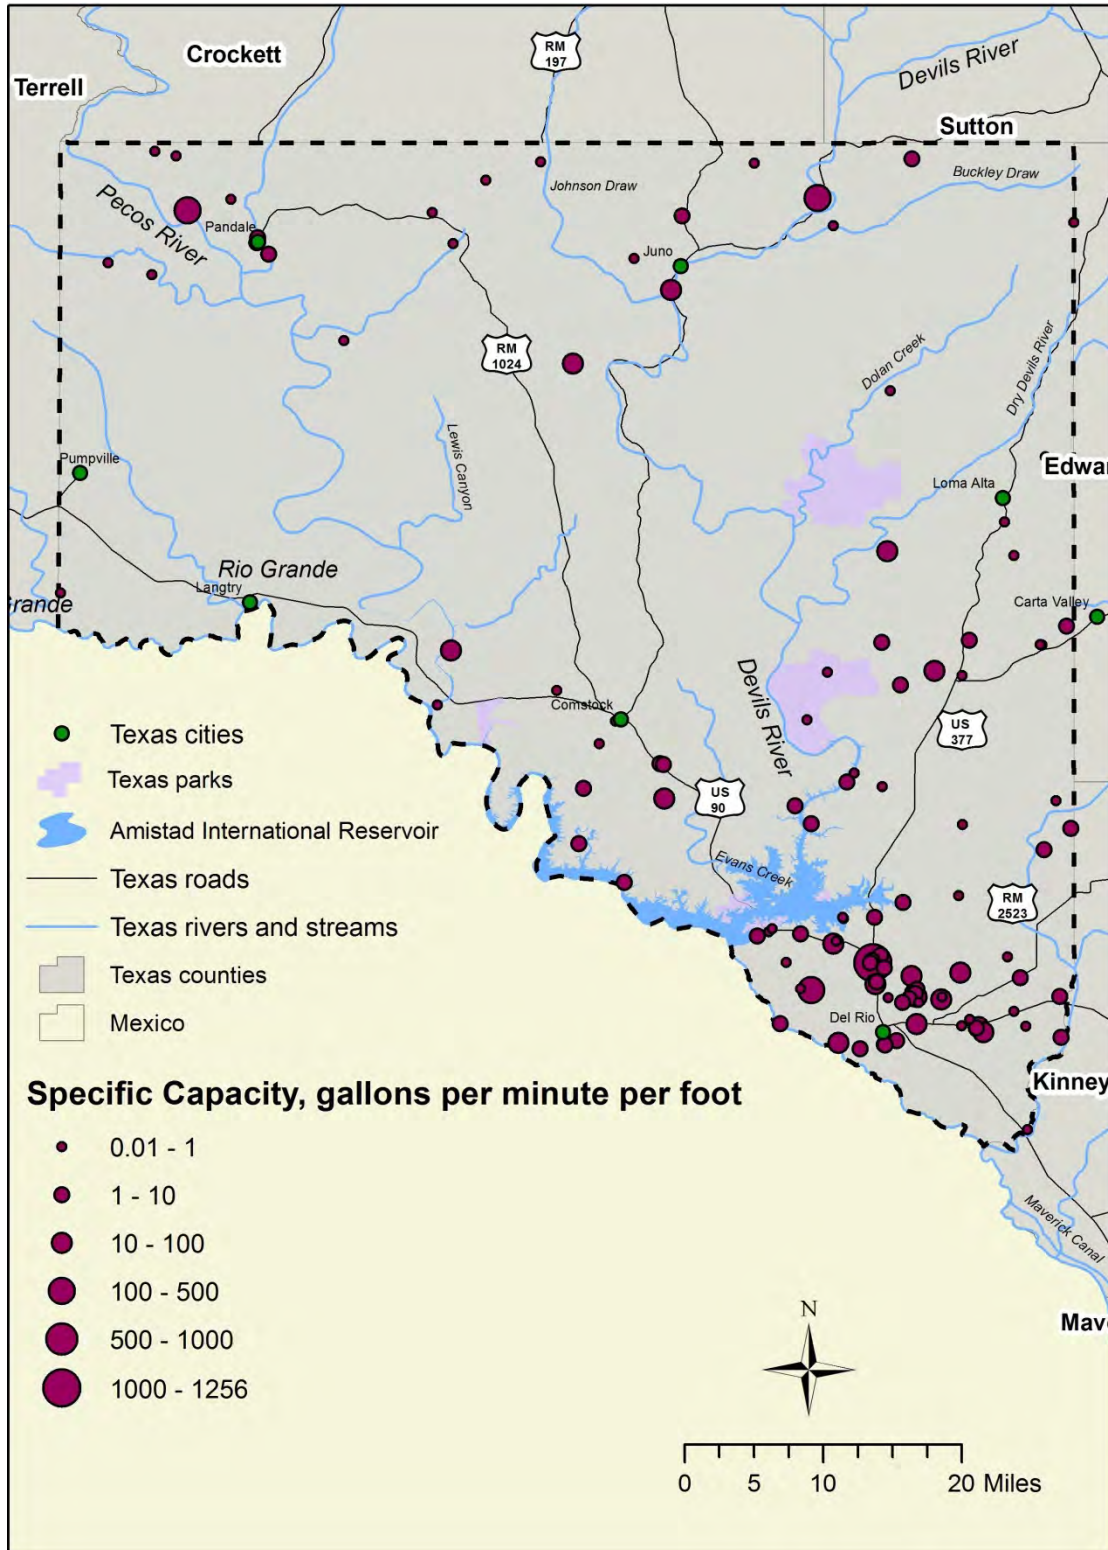 RM
197
Devils River
Crockett
Terrell
Sutton
Buckley Draw
Johnson Draw
Pecos River
Pandale
Juno
RM
1024
Dolan Creek
Dry Devils River
Lewis Canyon
Pumpville
Edwar
Loma Alta
Rio Grande
Langtry
Grande
Carta Valley
Devils River
Comstock
US
377
US
90
Evans Creek
RM
2523
Del Rio
Kinney
Maverick Canal
Mave
Texas cities
Texas parks
Amistad International Reservoir
Texas roads
Texas rivers and streams
Texas counties
Mexico
Specific Capacity, gallons per minute per foot
0.01 - 1
1 - 10
10 - 100
100 - 500
500 - 1000
1000 - 1256
N
0 5 10 20 Miles